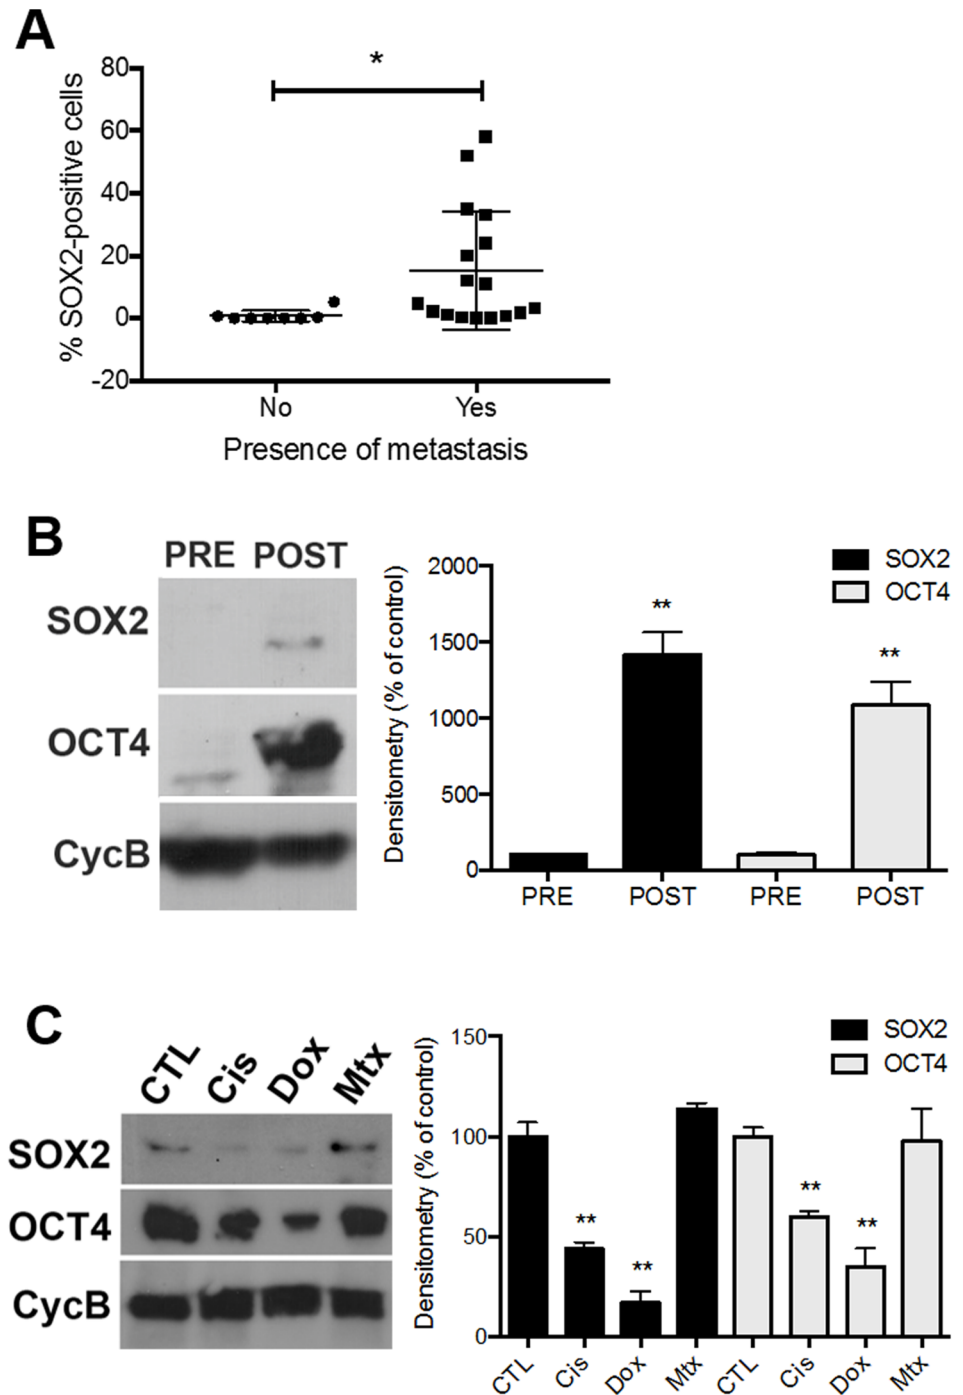 A
% SOX2-positive cells
80
60
40
20
0
-20
*
No
Yes
Presence of metastasis
B
PRE POST
SOX2
OCT4
CycB
Densitometry (% of control)
2000
1500
1000
500
0
**
**
PRE
POST
PRE
POST
SOX2
OCT4
C
CTL
Cis
Dox
Mtx
SOX2
OCT4
CycB
Densitometry (% of control)
150
100
50
0
**
**
**
**
CTL
Cis
Dox
Mtx
CTL
Cis
Dox
Mtx
SOX2
OCT4